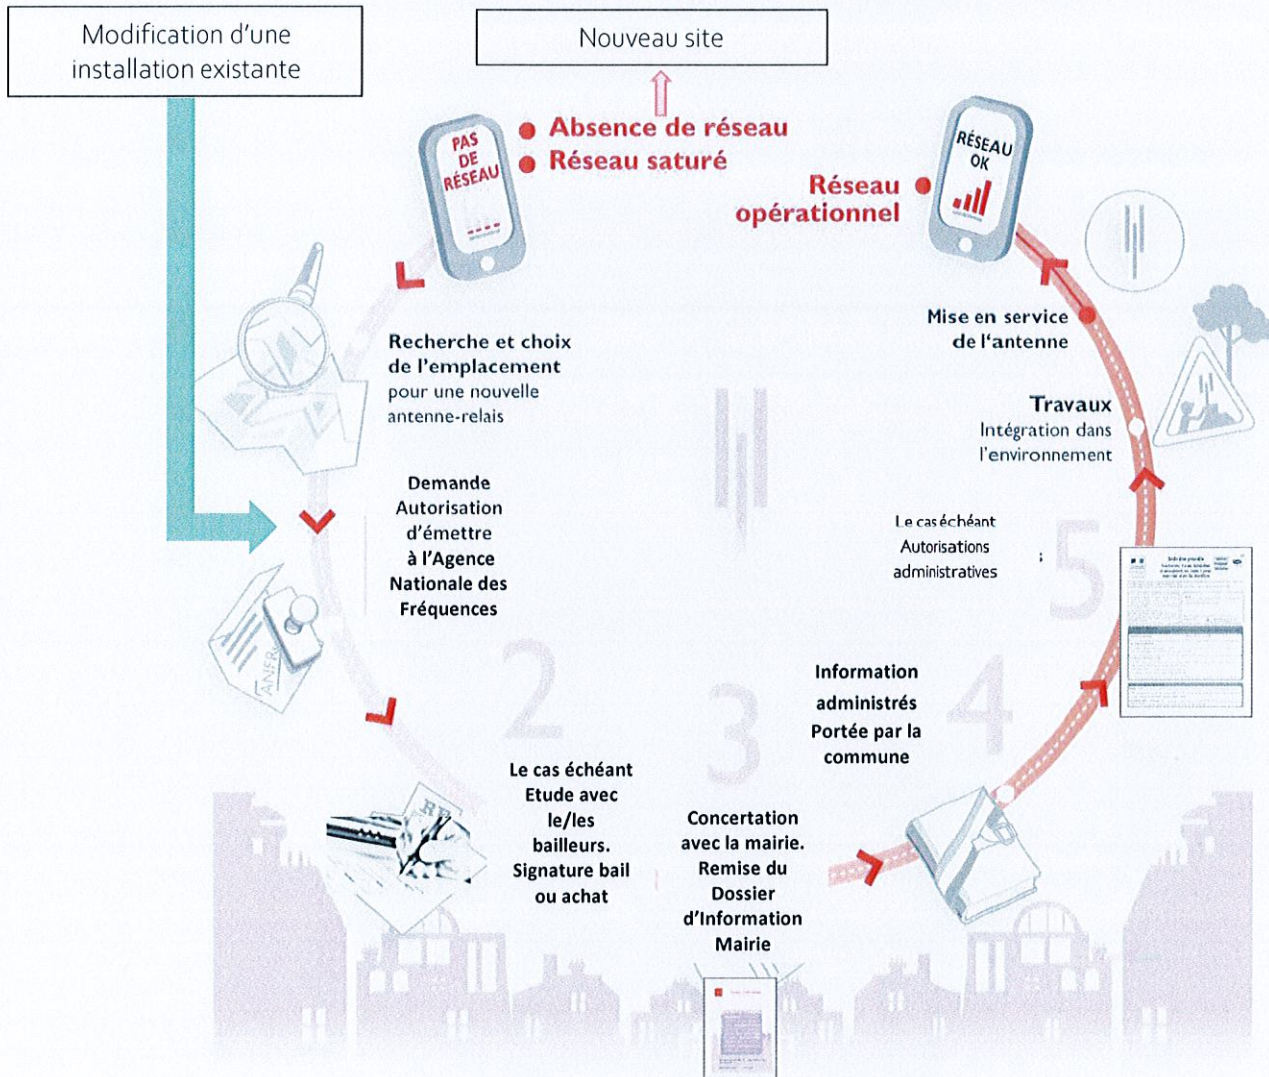 Modification d'une
installation existante
Nouveau site
PAS
DE
RÉSEAU
Absence de réseau
Réseau saturé
RÉSEAU
OK
Réseau
opérationnel
Recherche et choix
de l'emplacement
pour une nouvelle
antenne-relais
Demande
Autorisation
d'émettre
à l'Agence
Nationale des
Fréquences
ANFR
2
Le cas échéant
Etude avec
le/les
bailleurs.
Signature bail
ou achat
3
Concertation
avec la mairie.
Remise du
Dossier
d'Information
Mairie
4
Information
administrés
Portée par la
commune
5
Le cas échéant
Autorisations
administratives
:
Travaux
Intégration dans
l'environnement
Mise en service
de l'antenne